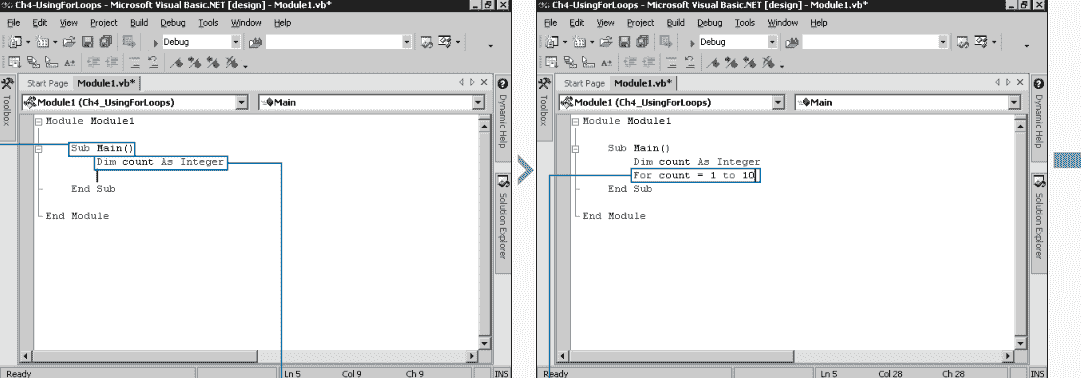 Ch4-UsingForLoops - Microsoft Visual Basic.NET [design] - Module1.vb*
File Edit View Project Build Debug Tools Window Help
Debug
Start Page Module1.vb*
Module1 (Ch4_UsingForLoops) Main
Toolbox
Module Module1
Sub Main()
Dim count As Integer
End Sub
End Module
Dynamic Help
Solution Explorer
Ready Ln 5 Col 9 Ch 9 INS
Ch4-UsingForLoops - Microsoft Visual Basic.NET [design] - Module1.vb*
File Edit View Project Build Debug Tools Window Help
Debug
Start Page Module1.vb*
Module1 (Ch4_UsingForLoops) Main
Toolbox
Module Module1
Sub Main()
Dim count As Integer
For count = 1 to 10
End Sub
End Module
Dynamic Help
Solution Explorer
Ready Ln 5 Col 28 Ch 28 INS